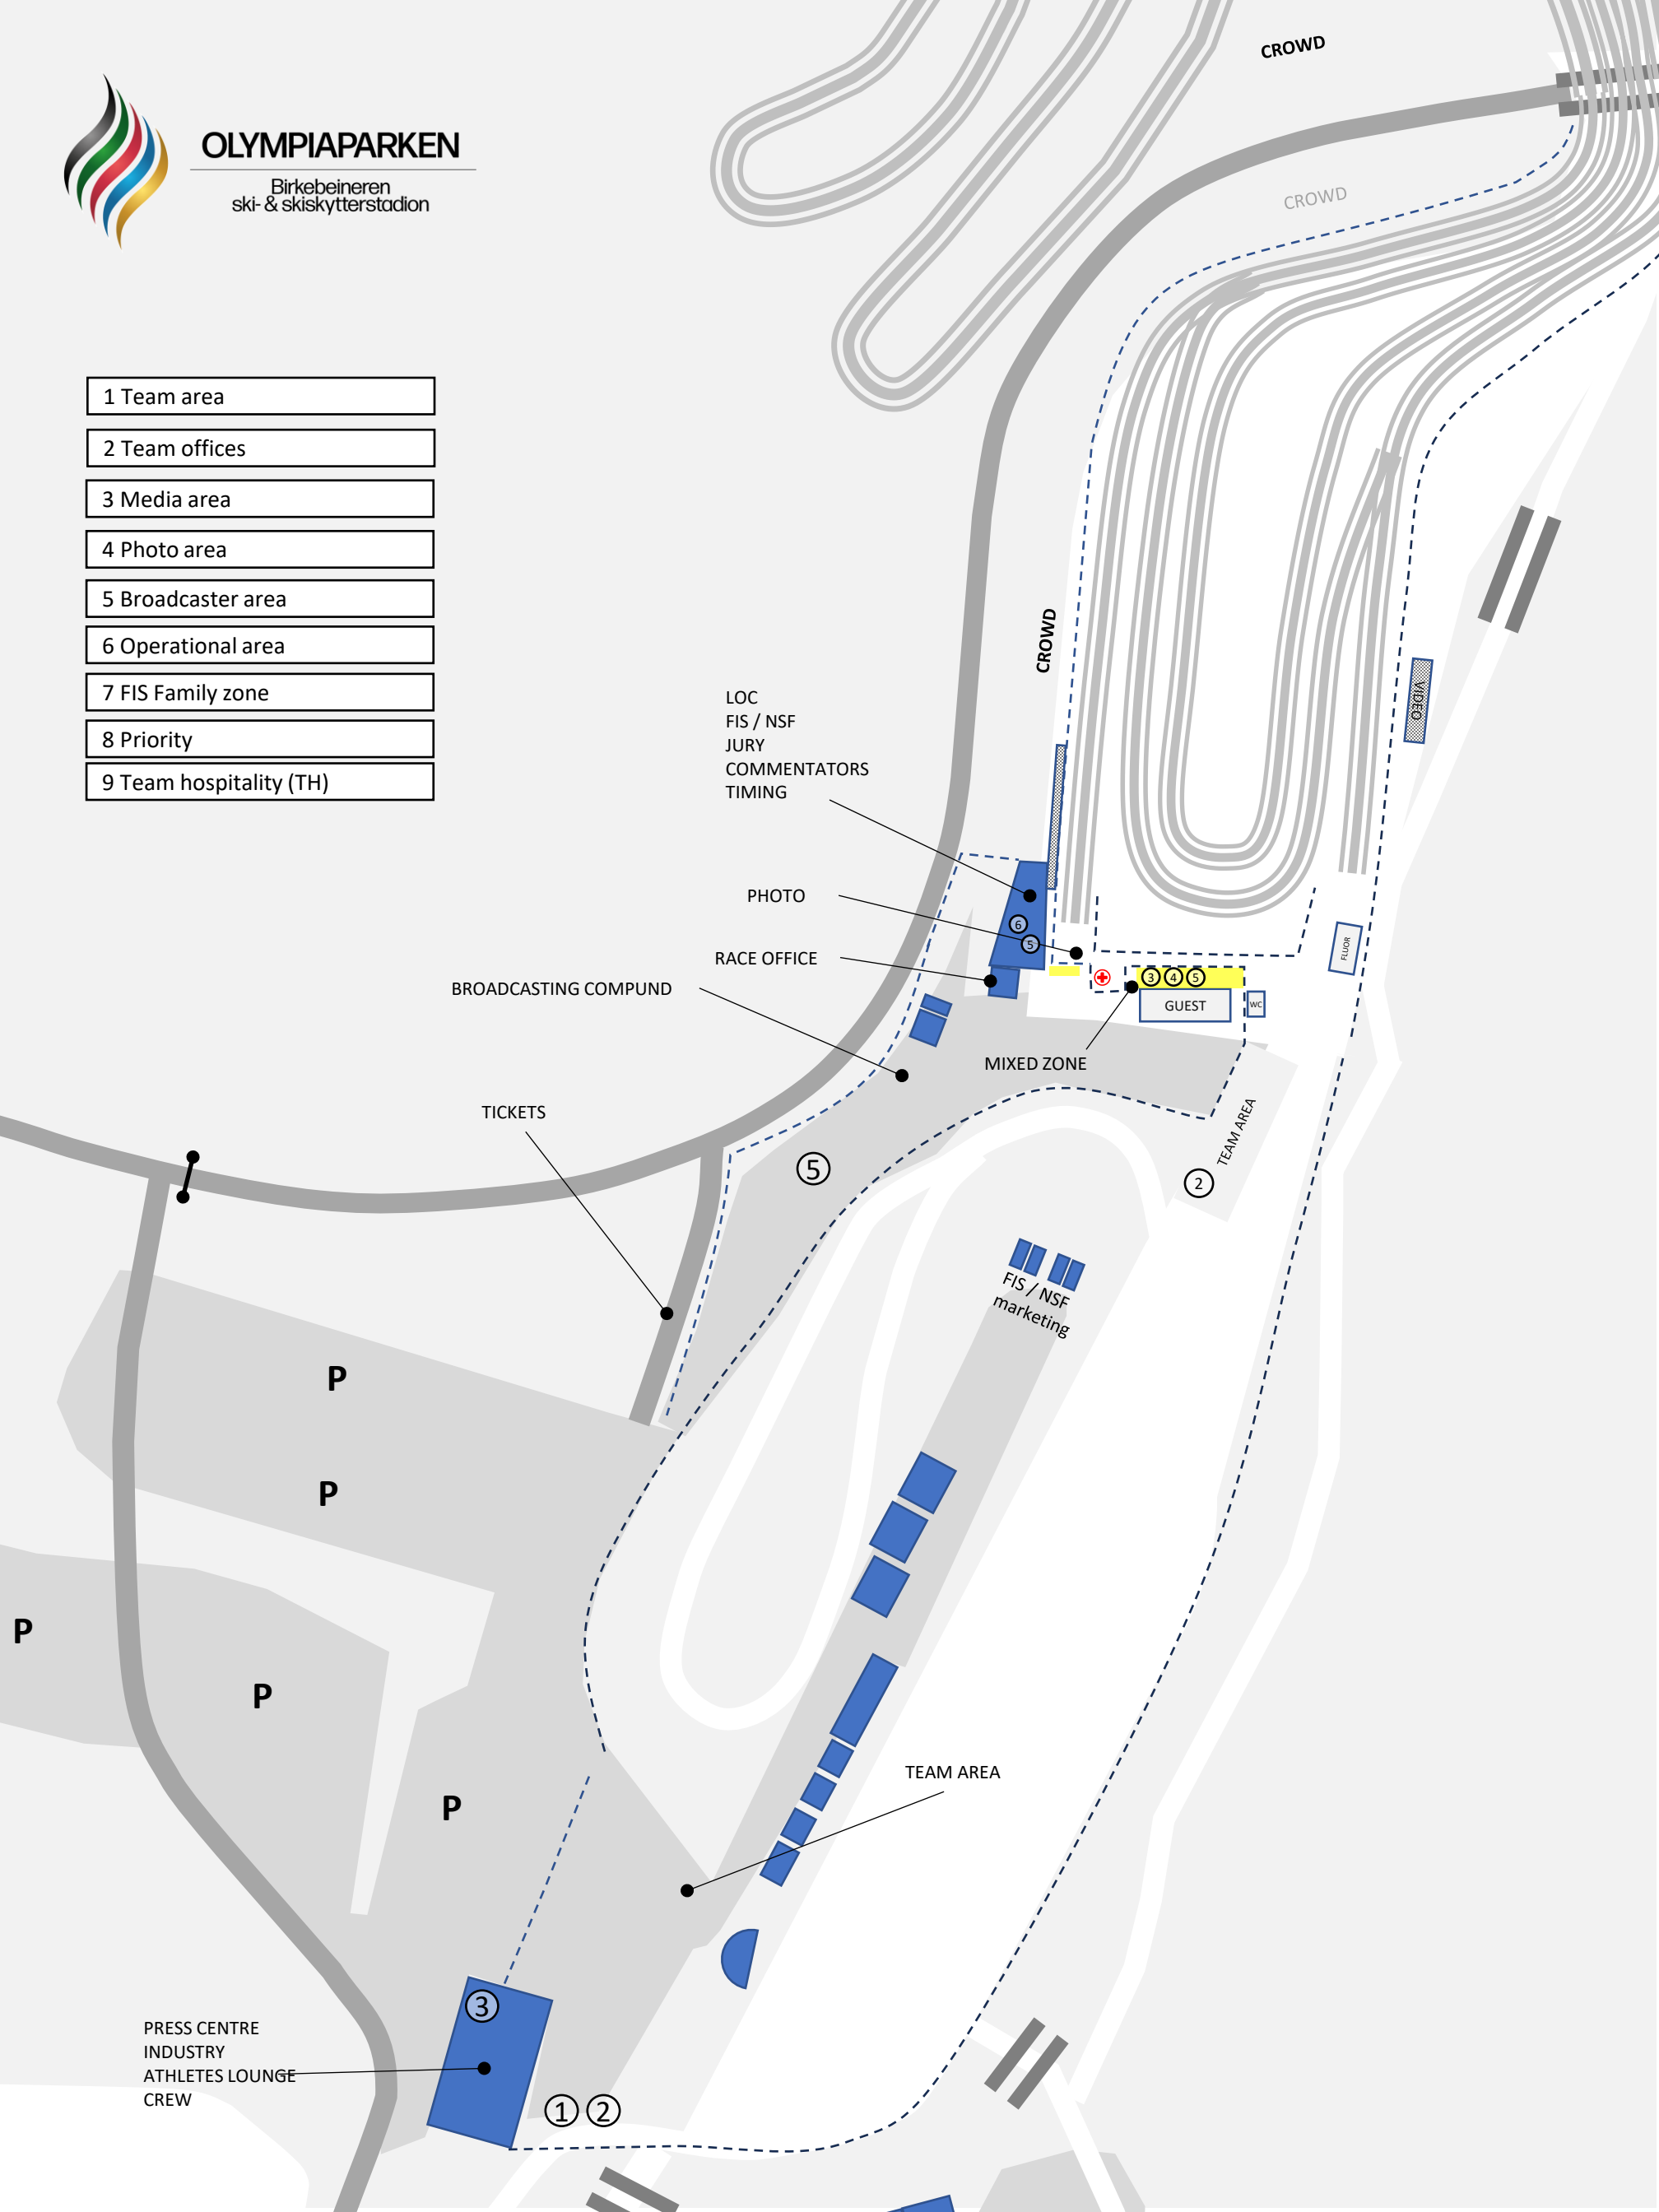 CROWD
OLYMPIAPARKEN
Birkebeineren
ski- & skiskytterstadion
CROWD
1 Team area
2 Team offices
3 Media area
4 Photo area
5 Broadcaster area
6 Operational area
7 FIS Family zone
8 Priority
9 Team hospitality (TH)
CROWD
VIDEO
LOC
FIS / NSF
JURY
COMMENTATORS
TIMING
PHOTO
6
5
RACE OFFICE
FLUOR
BROADCASTING COMPUND
3 4 5
GUEST
WC
MIXED ZONE
TICKETS
TEAM AREA
5
2
FIS / NSF
marketing
P
P
P
P
TEAM AREA
P
3
PRESS CENTRE
INDUSTRY
ATHLETES LOUNGE
CREW
1 2